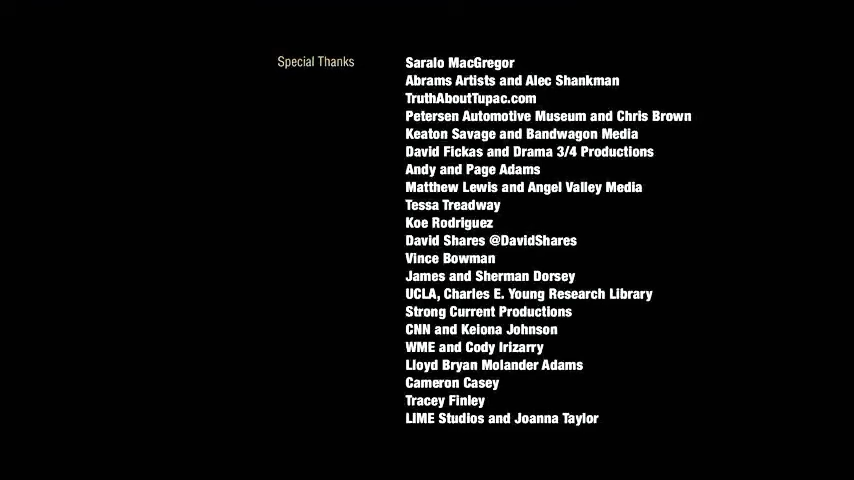 Special Thanks
Saralo MacGregor
Abrams Artists and Alec Shankman
TruthAboutTupac.com
Petersen Automotive Museum and Chris Brown
Keaton Savage and Bandwagon Media
David Fickas and Drama 3/4 Productions
Andy and Page Adams
Matthew Lewis and Angel Valley Media
Tessa Treadway
Koe Rodriguez
David Shares @DavidShares
Vince Bowman
James and Sherman Dorsey
UCLA, Charles E. Young Research Library
Strong Current Productions
CNN and Keiona Johnson
WME and Cody Irizarry
Lloyd Bryan Molander Adams
Cameron Casey
Tracey Finley
LIME Studios and Joanna Taylor